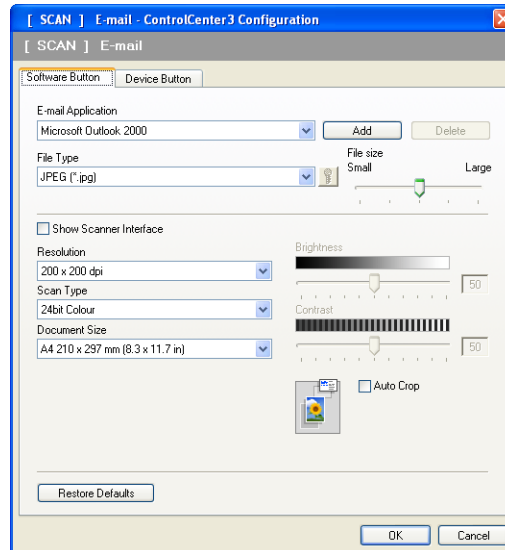 [ SCAN ] E-mail - ControlCenter3 Configuration
[ SCAN ] E-mail
Software Button Device Button
E-mail Application
Microsoft Outlook 2000 Add Delete
File Type File size
Small Large
JPEG (*.jpg)
Show Scanner Interface
Resolution Brightness
200 x 200 dpi 50
Scan Type Contrast
24bit Colour
Document Size
A4 210 x 297 mm (8.3 x 11.7 in) 50
Auto Crop
Restore Defaults
OK Cancel